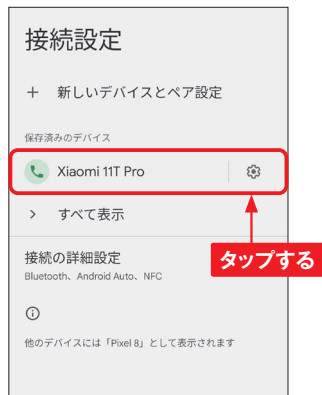 接続設定
＋ 新しいデバイスとペア設定
保存済みのデバイス
Xiaomi 11T Pro
すべて表示
接続の詳細設定
タップする
Bluetooth、Android Auto、NFC
他のデバイスには「Pixel 8」として表示されます